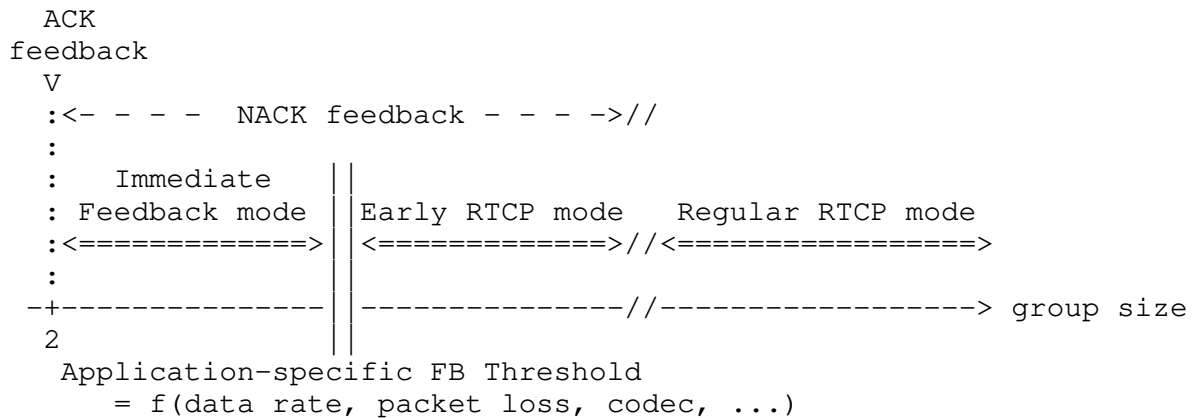 ACK
feedback
  V
  :<- - - -  NACK feedback - - - ->//
  :
  :   Immediate   ||
  : Feedback mode ||Early RTCP mode   Regular RTCP mode
  :<=============>||<=============>//<=================>
  :               ||
 -+---------------||---------------//------------------> group size
  2               ||
   Application-specific FB Threshold
      = f(data rate, packet loss, codec, ...)